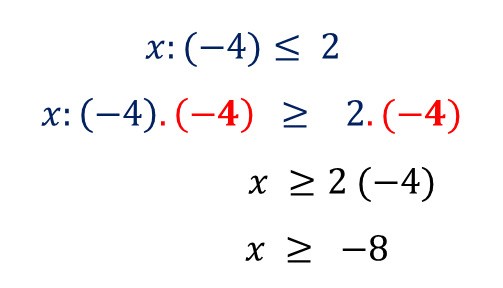 x: (−4) ≤ 2
x: (−4). (−4) ≥ 2. (−4)
x ≥ 2 (−4)
x ≥ −8